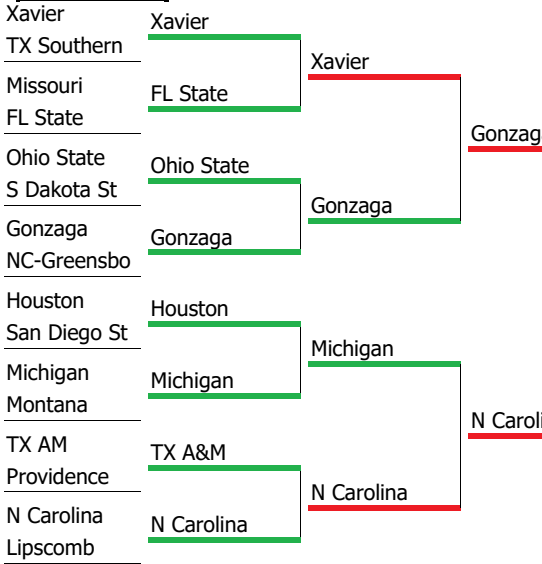 Xavier
TX Southern
Missouri
FL State
Ohio State
S Dakota St
Gonzaga
NC-Greensbo
Houston
San Diego St
Michigan
Montana
TX AM
Providence
N Carolina
Lipscomb
Xavier
FL State
Ohio State
Gonzaga
Houston
Michigan
TX A&M
N Carolina
Xavier
Gonzaga
Michigan
N Carolina
Gonzag
N Caroli